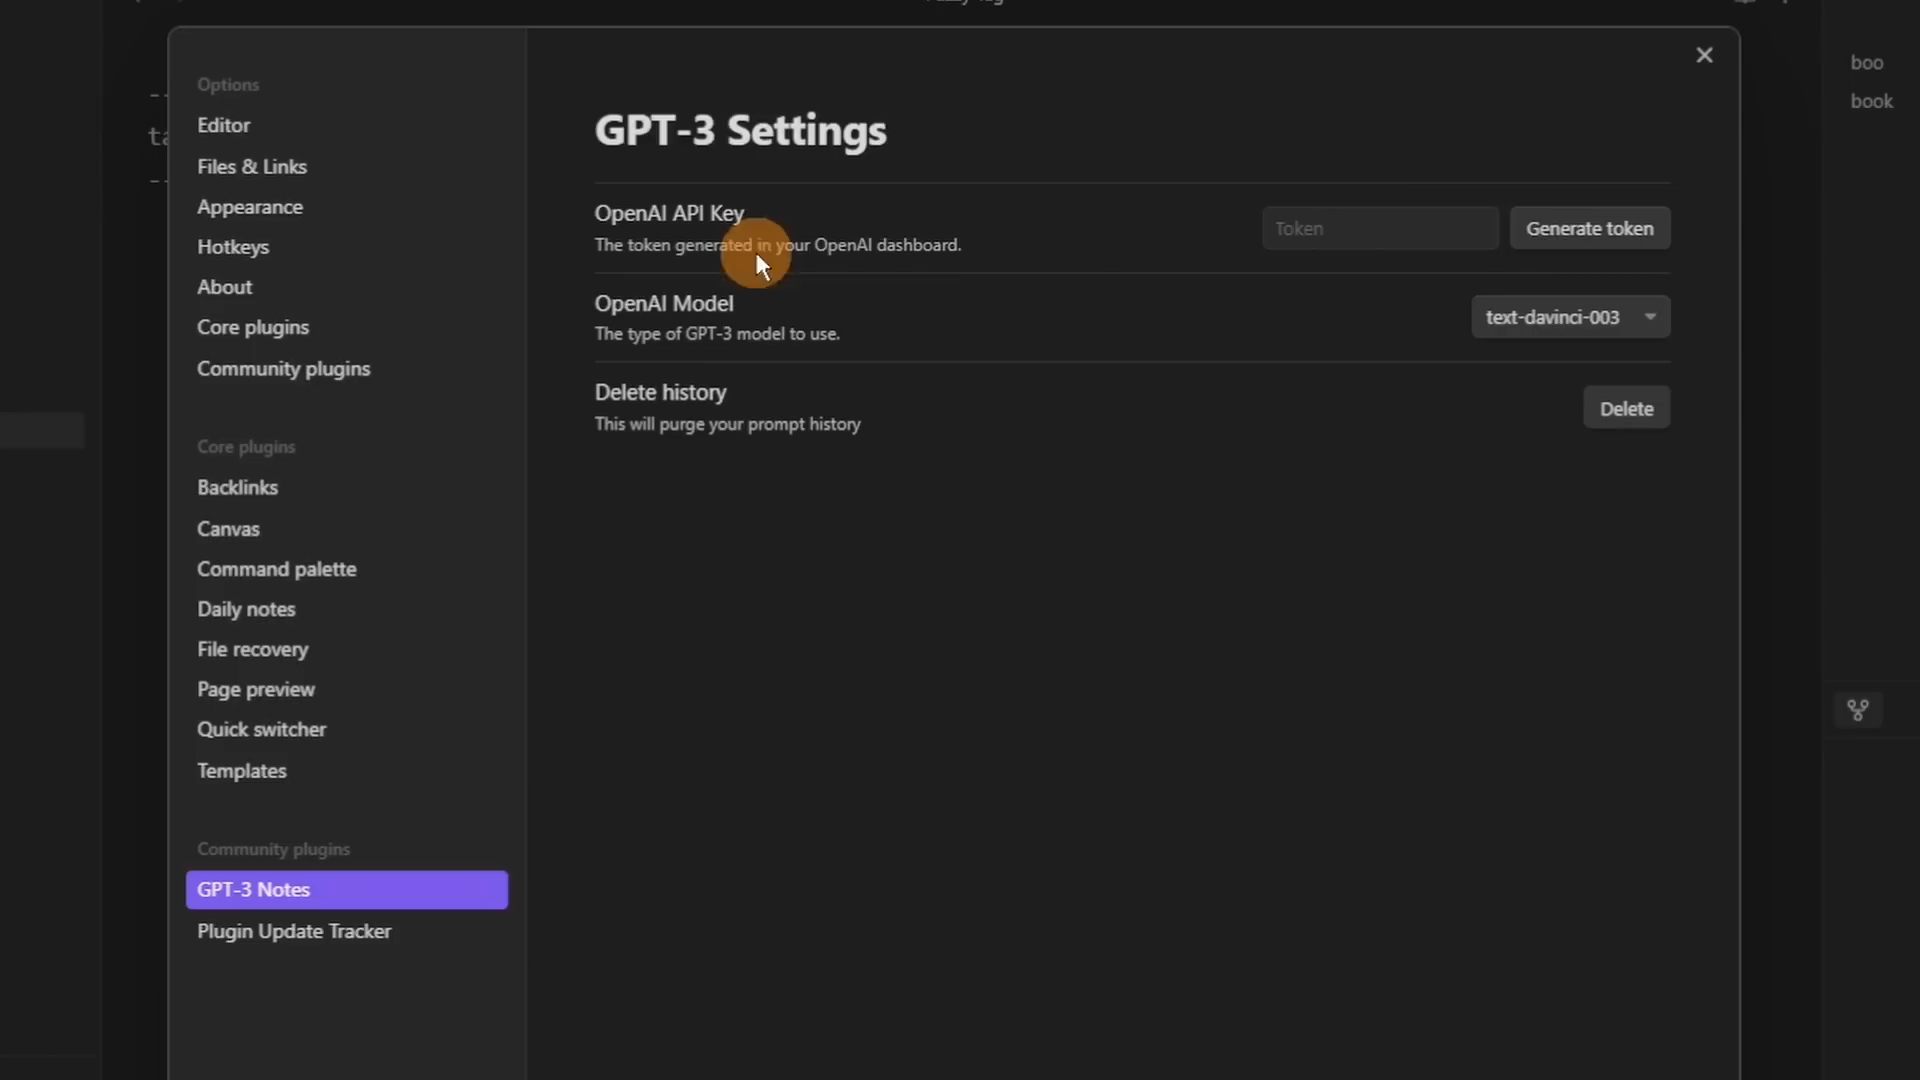 Options
Editor
Files & Links
Appearance
Hotkeys
About
Core plugins
Community plugins
Core plugins
Backlinks
Canvas
Command palette
Daily notes
File recovery
Page preview
Quick switcher
Templates
Community plugins
GPT-3 Notes
Plugin Update Tracker
GPT-3 Settings
OpenAI API Key
The token generated in your OpenAI dashboard.
Token
Generate token
OpenAI Model
The type of GPT-3 model to use.
text-davinci-003
Delete history
This will purge your prompt history
Delete
boo
book